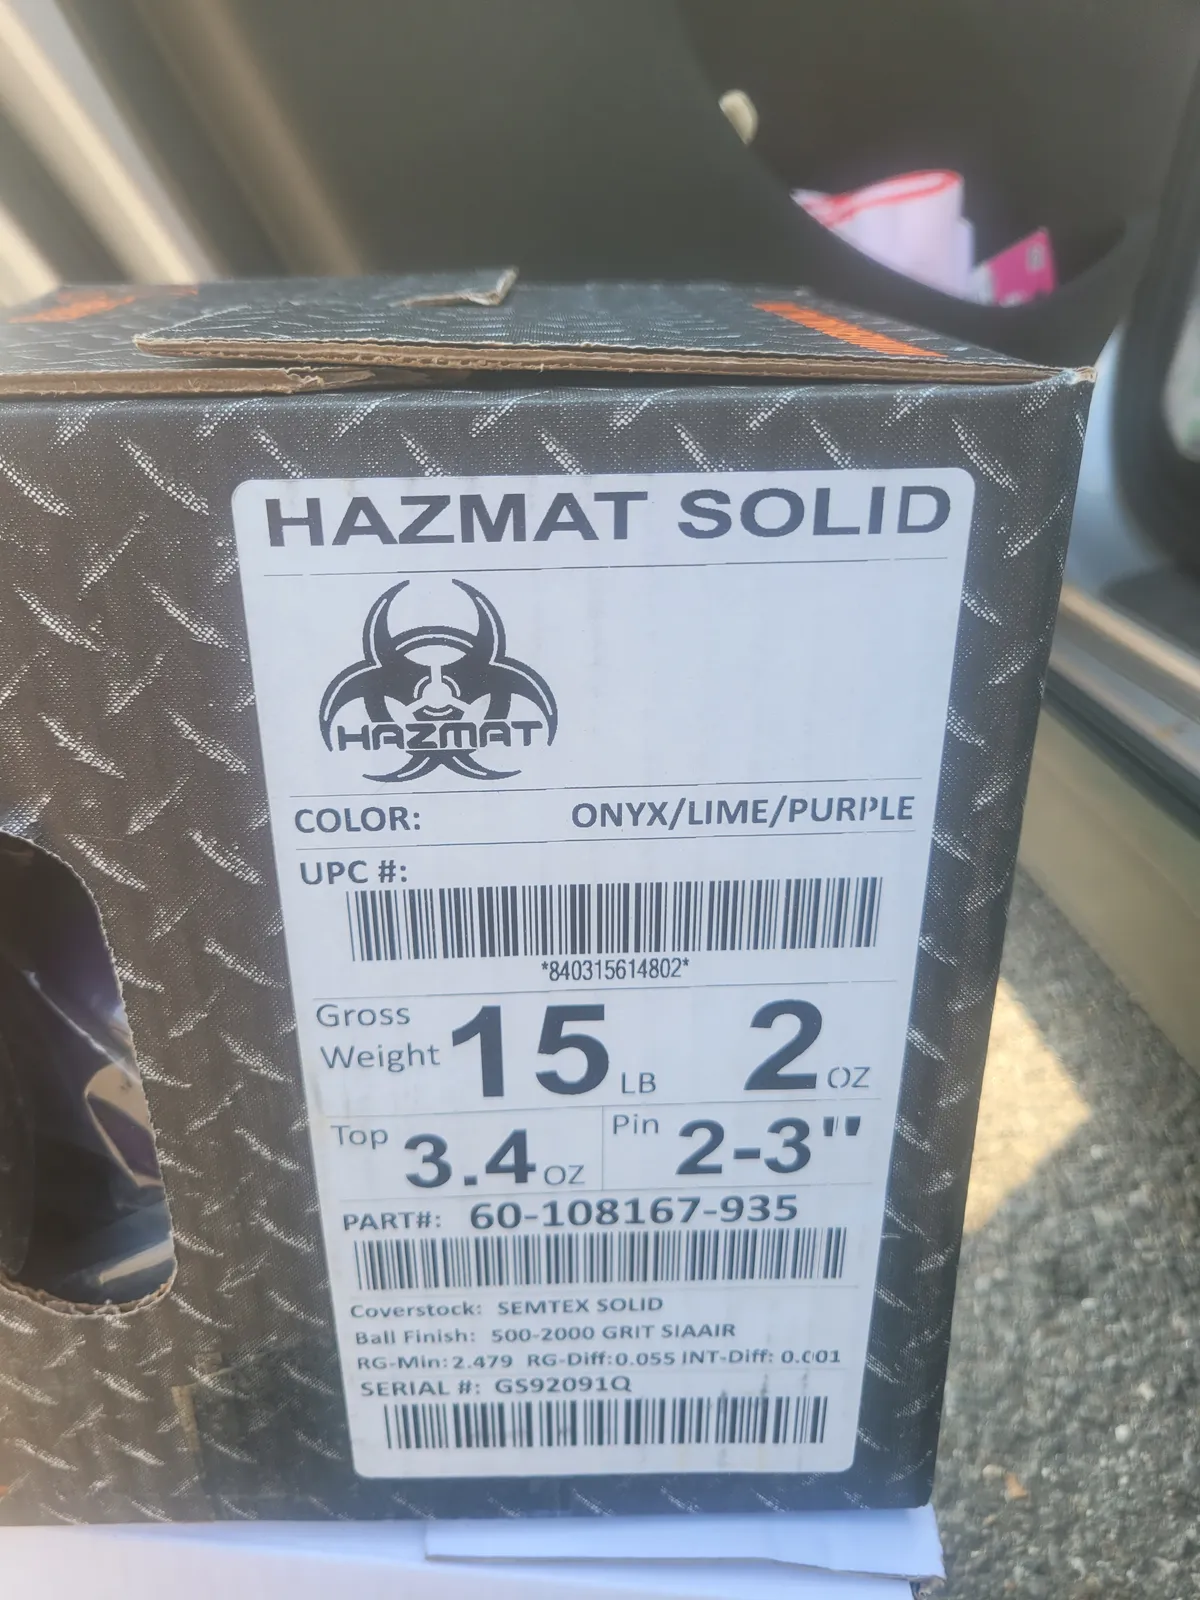 HAZMAT SOLID
HAZMAT
COLOR: ONYX/LIME/PURPLE
UPC #:
*840315614802*
Gross Weight 15 LB 2 OZ
Top 3.4 OZ Pin 2-3"
PART#: 60-108167-935
Coverstock: SEMTEX SOLID
Ball Finish: 500-2000 GRIT SIAAIR
RG-Min: 2.479 RG-Diff:0.055 INT-Diff: 0.001
SERIAL #: GS92091Q